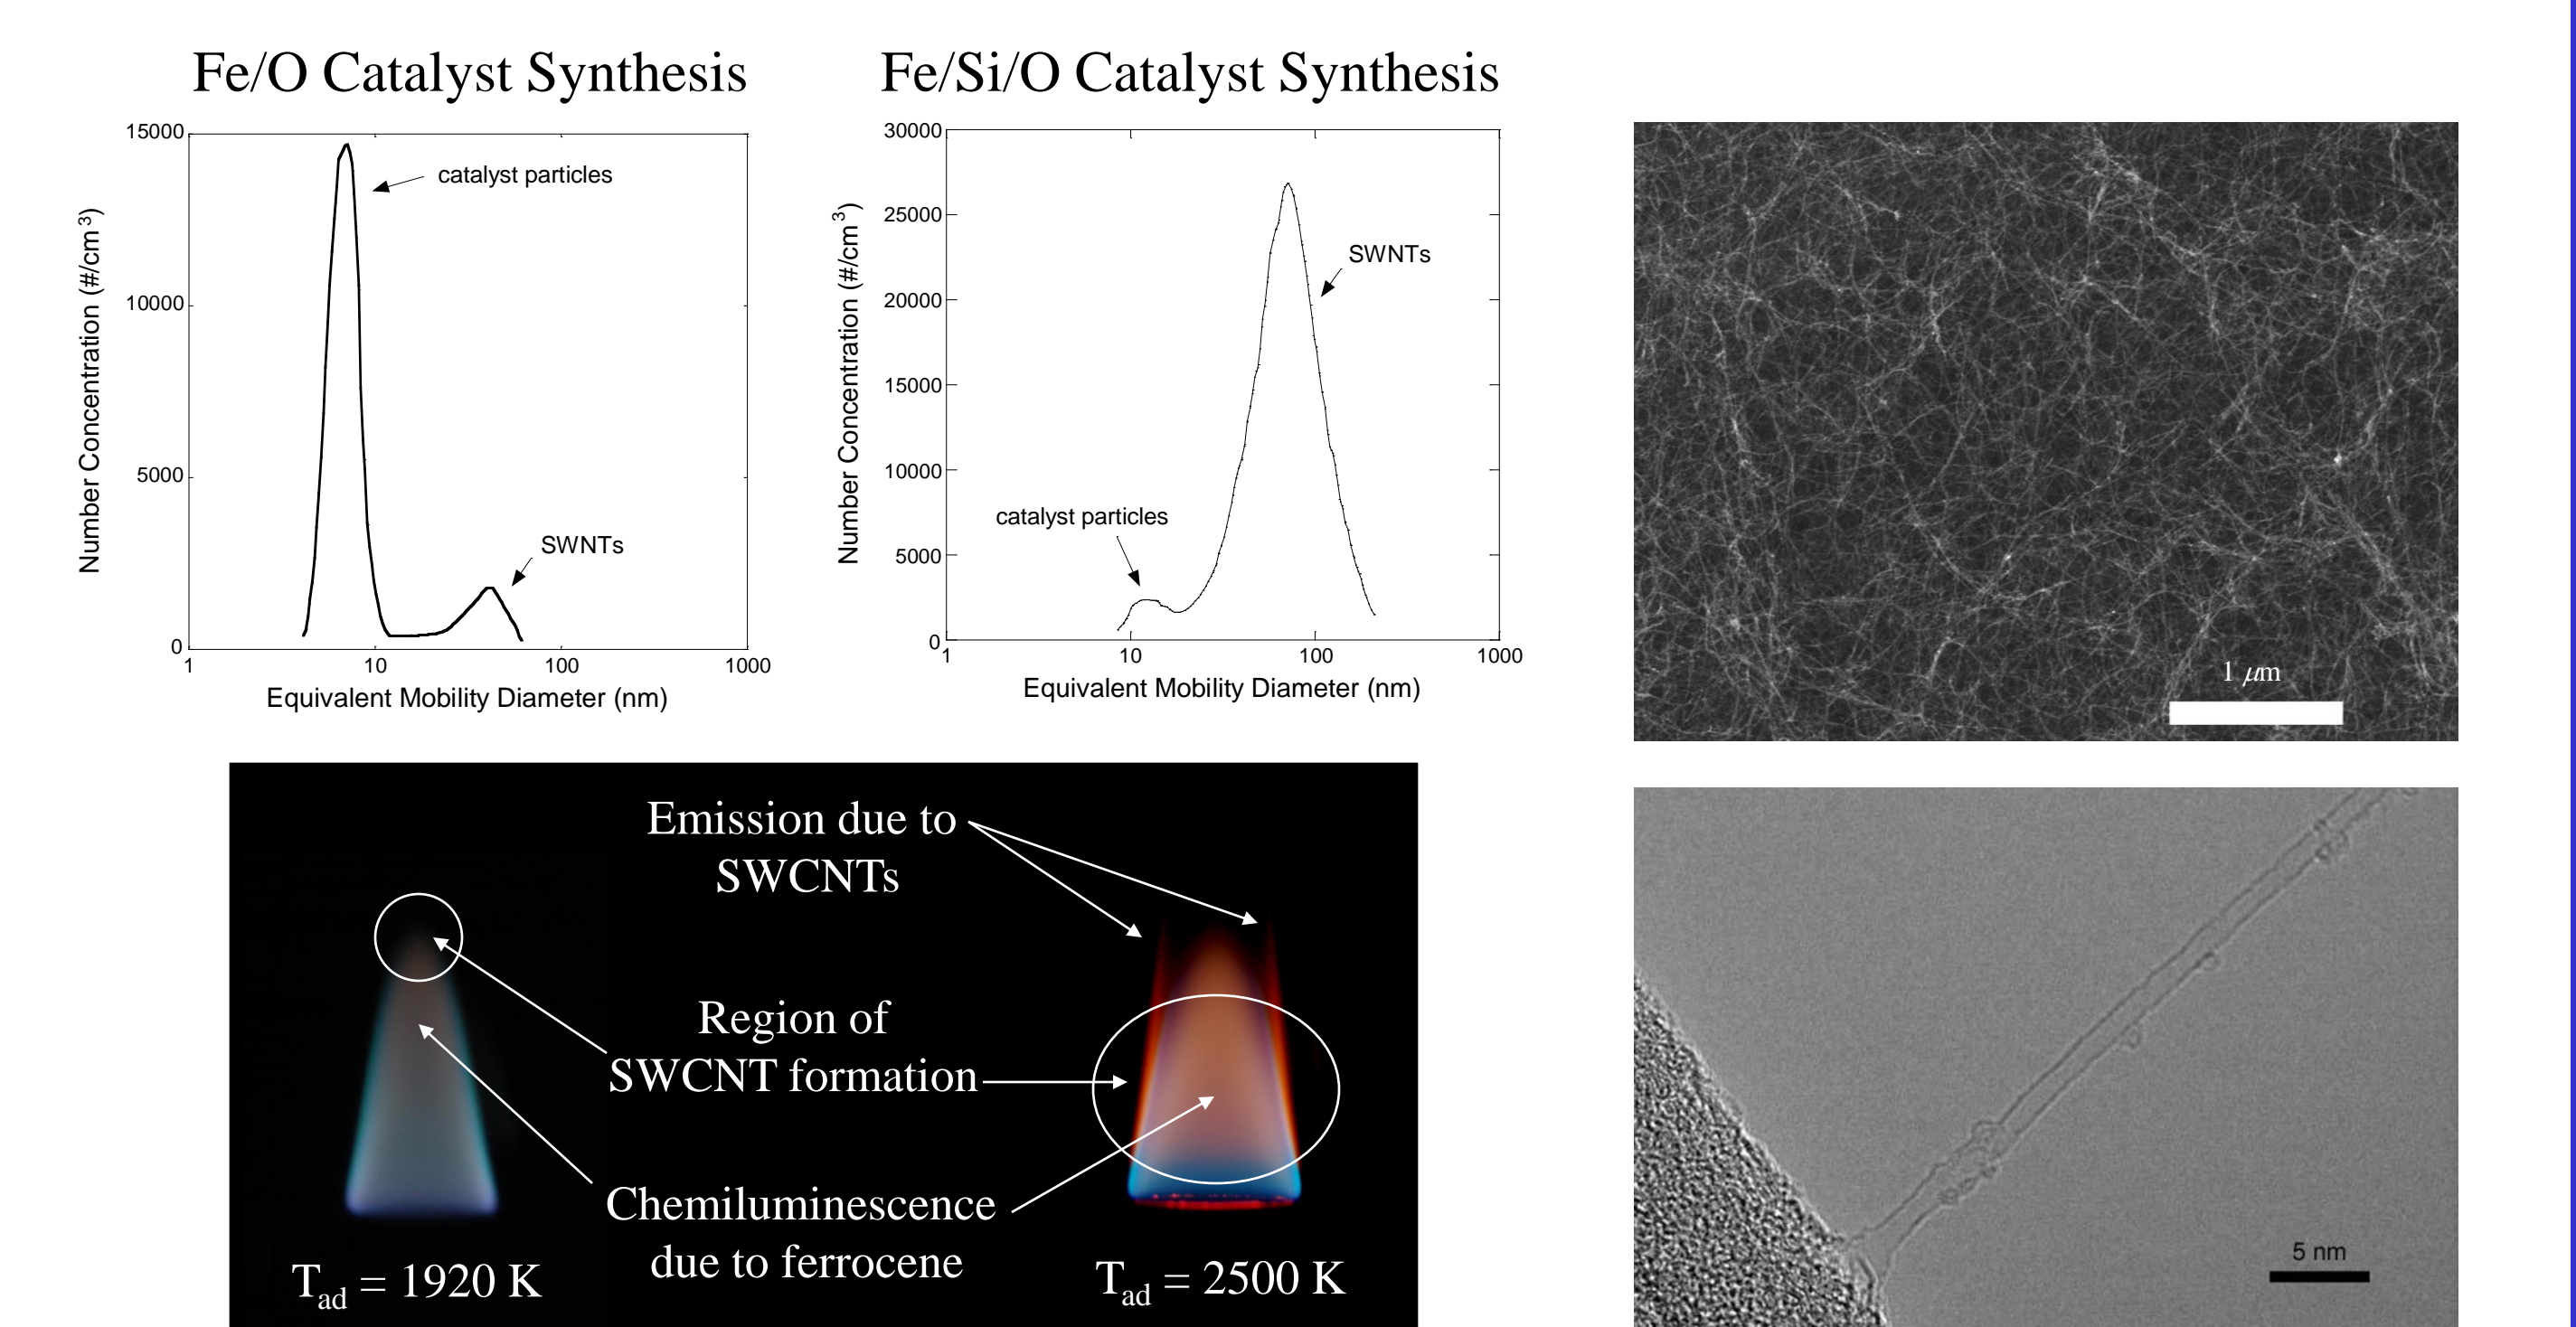 Fe/O Catalyst Synthesis
15000
10000
5000
0
1
10
100
1000
Number Concentration (#/cm³)
catalyst particles
SWNTs
Equivalent Mobility Diameter (nm)
Fe/Si/O Catalyst Synthesis
30000
25000
20000
15000
10000
5000
0
1
10
100
1000
Number Concentration (#/cm³)
SWNTs
catalyst particles
Equivalent Mobility Diameter (nm)
1 μm
Emission due to
SWCNTs
Region of
SWCNT formation
Chemiluminescence
due to ferrocene
Tad = 1920 K
Tad = 2500 K
5 nm